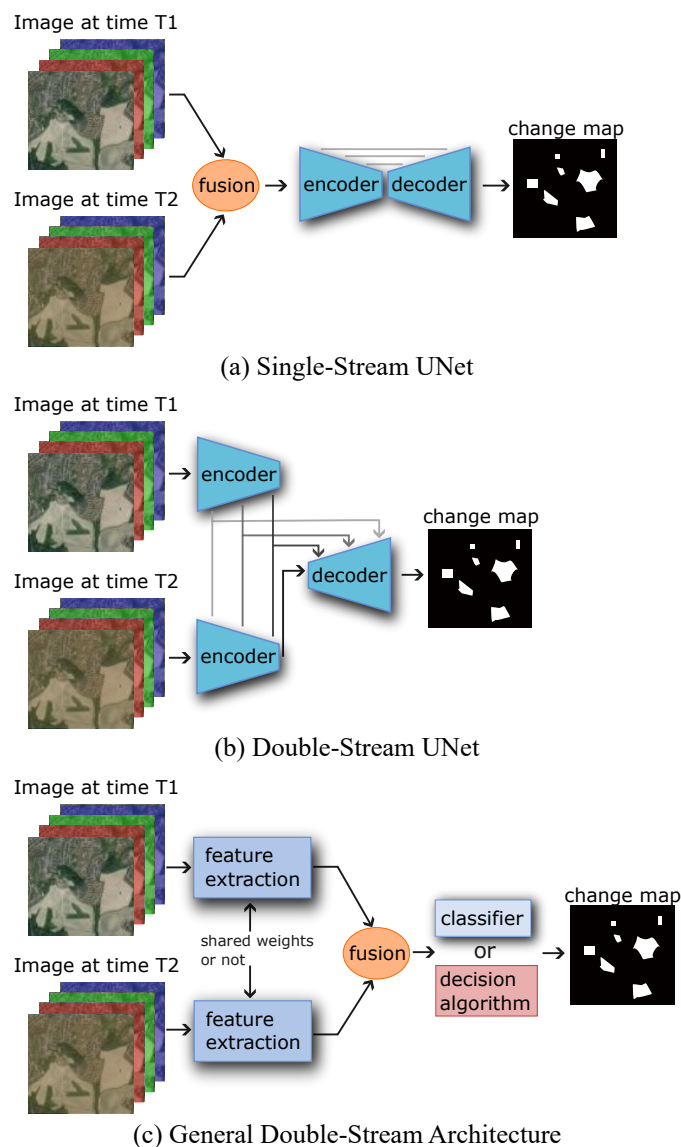 Image at time T1
fusion
encoder decoder
change map
Image at time T2
(a) Single-Stream UNet
Image at time T1
encoder
change map
decoder
Image at time T2
encoder
(b) Double-Stream UNet
Image at time T1
feature
extraction
shared weights
or not
fusion
classifier
or
decision
algorithm
change map
Image at time T2
feature
extraction
(c) General Double-Stream Architecture